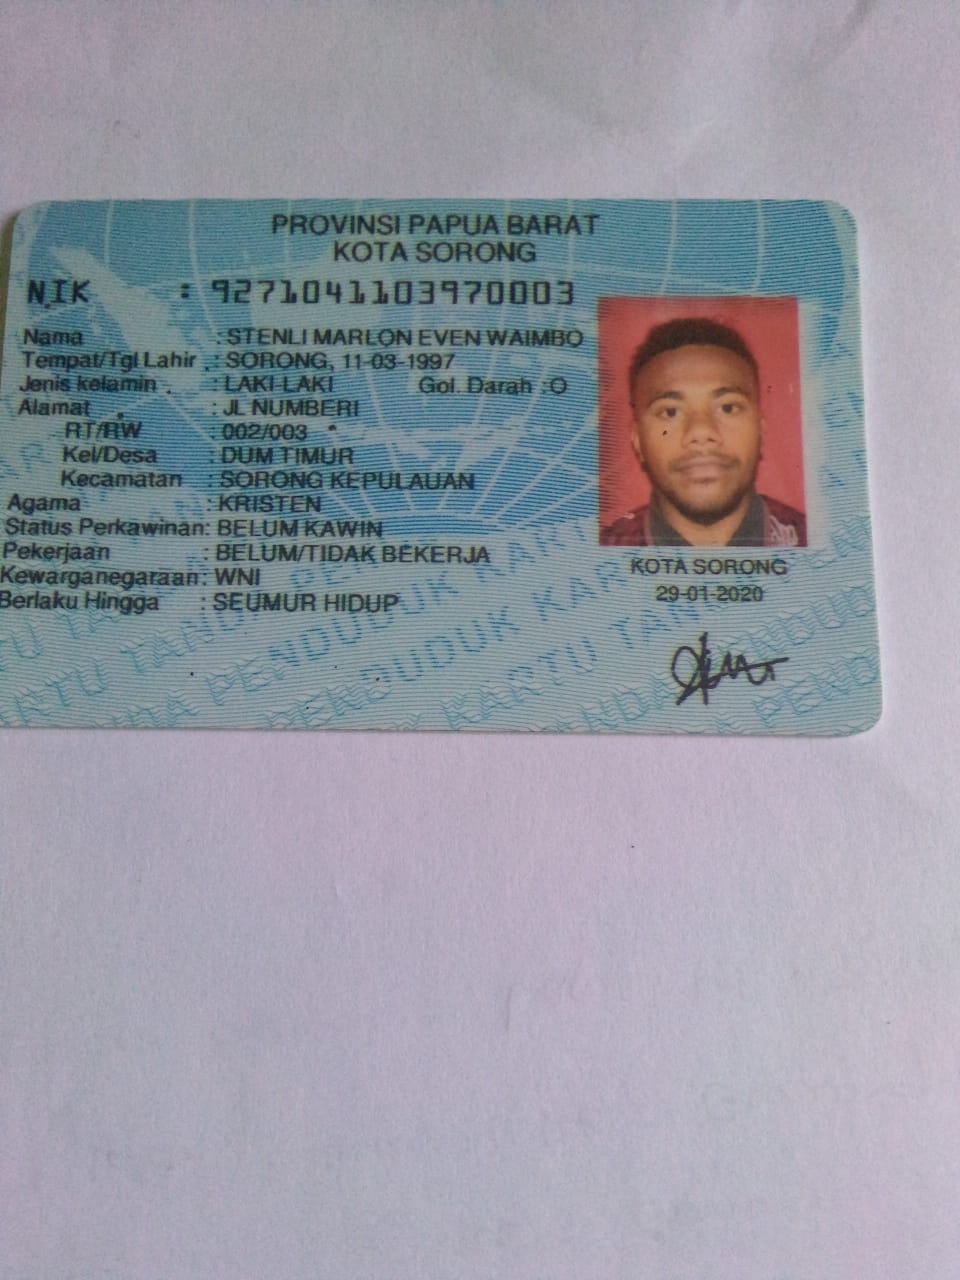 PROVINSI PAPUA BARAT
KOTA SORONG
NIK : 9271041103970003
Nama : STENLI MARLON EVEN WAIMBO
Tempat/Tgl Lahir : SORONG, 11-03-1997
Jenis kelamin : LAKI LAKI Gol. Darah : O
Alamat : JL NUMBERI
RT/RW : 002/003
Kel/Desa : DUM TIMUR
Kecamatan : SORONG KEPULAUAN
Agama : KRISTEN
Status Perkawinan: BELUM KAWIN
Pekerjaan : BELUM/TIDAK BEKERJA
Kewarganegaraan: WNI
Berlaku Hingga : SEUMUR HIDUP
KOTA SORONG
29-01-2020